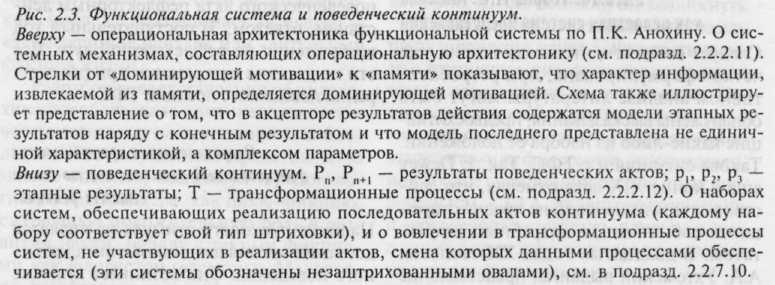 Рис. 2.3. Функциональная система и поведенческий континуум.
Вверху — операциональная архитектоника функциональной системы по П.К. Анохину. О сис-
темных механизмах, составляющих операциональную архитектонику (см. подразд. 2.2.2.11).
Стрелки от «доминирующей мотивации» к «памяти» показывают, что характер информации,
извлекаемой из памяти, определяется доминирующей мотивацией. Схема также иллюстриру-
ет представление о том, что в акцепторе результатов действия содержатся модели этапных ре-
зультатов наряду с конечным результатом и что модель последнего представлена не единич-
ной характеристикой, а комплексом параметров.
Внизу — поведенческий континуум. Pₙ, Pₙ₊₁ — результаты поведенческих актов; p₁, p₂, p₃ —
этапные результаты; Т — трансформационные процессы (см. подразд. 2.2.2.12). О наборах
систем, обеспечивающих реализацию последовательных актов континуума (каждому на-
бору соответствует свой тип штриховки), и о вовлечении в трансформационные процессы
систем, не участвующих в реализации актов, смена которых данными процессами обеспе-
чивается (эти системы обозначены незаштрихованными овалами), см. в подразд. 2.2.7.10.